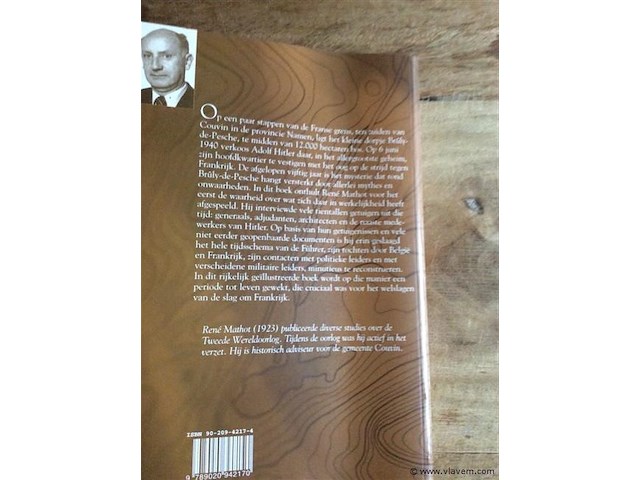 Op een paar stappen van de Franse grens, ten zuiden van
Couvin in de provincie Namen, ligt het kleine dorpje Brûly-
de-Pesche, te midden van 12.000 hectaren bos. Op 6 juni
1940 verkoos Adolf Hitler daar, in het allergrootste geheim,
zijn hoofdkwartier te vestigen met het oog op de strijd tegen
Frankrijk. De afgelopen vijftig jaar is het mysterie dat rond
Brûly-de-Pesche hangt versterkt door allerlei mythes en
onwaarheden. In dit boek onthult René Mathot voor het
eerst de waarheid over wat zich daar in werkelijkheid heeft
afgespeeld. Hij interviewde vele tientallen getuigen uit die
tijd: generaals, adjudanten, architecten en de naaste mede-
werkers van Hitler. Op basis van hun getuigenissen en vele
niet eerder geopenbaarde documenten is hij erin geslaagd
het hele tijdsschema van de Führer, zijn tochten door België
en Frankrijk, zijn contacten met politieke leiders en met
verscheidene militaire leiders, minutieus te reconstrueren.
In dit rijkelijk geïllustreerde boek wordt op die manier een
periode tot leven gewekt, die cruciaal was voor het welslagen
van de slag om Frankrijk.
René Mathot (1923) publiceerde diverse studies over de
Tweede Wereldoorlog. Tijdens de oorlog was hij actief in het
verzet. Hij is historisch adviseur voor de gemeente Couvin.
ISBN 90-209-4217-4
9 789020 942170
© www.vlavem.com